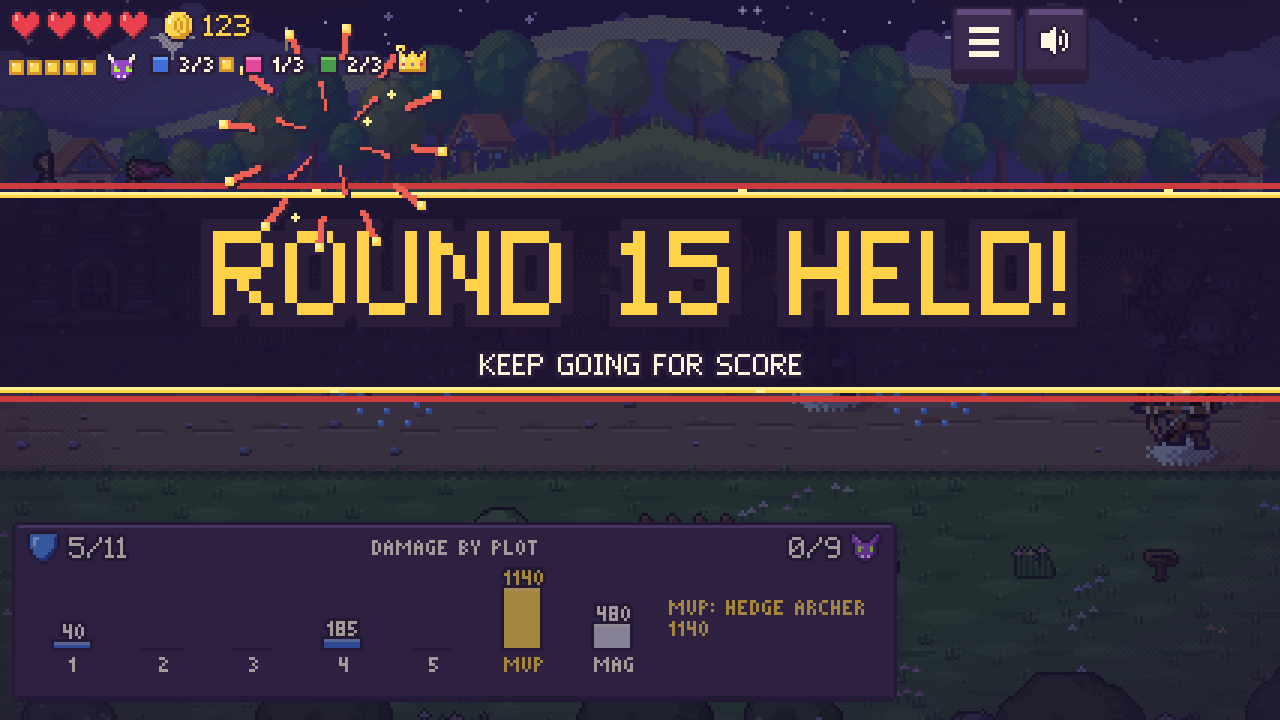 123
3/3 1/3 2/3
ROUND 15 HELD!
KEEP GOING FOR SCORE
5/11 DAMAGE BY PLOT 0/9
1140
40 185 480
MVP: HEDGE ARCHER
1140
1 2 3 4 5 MVP MAG